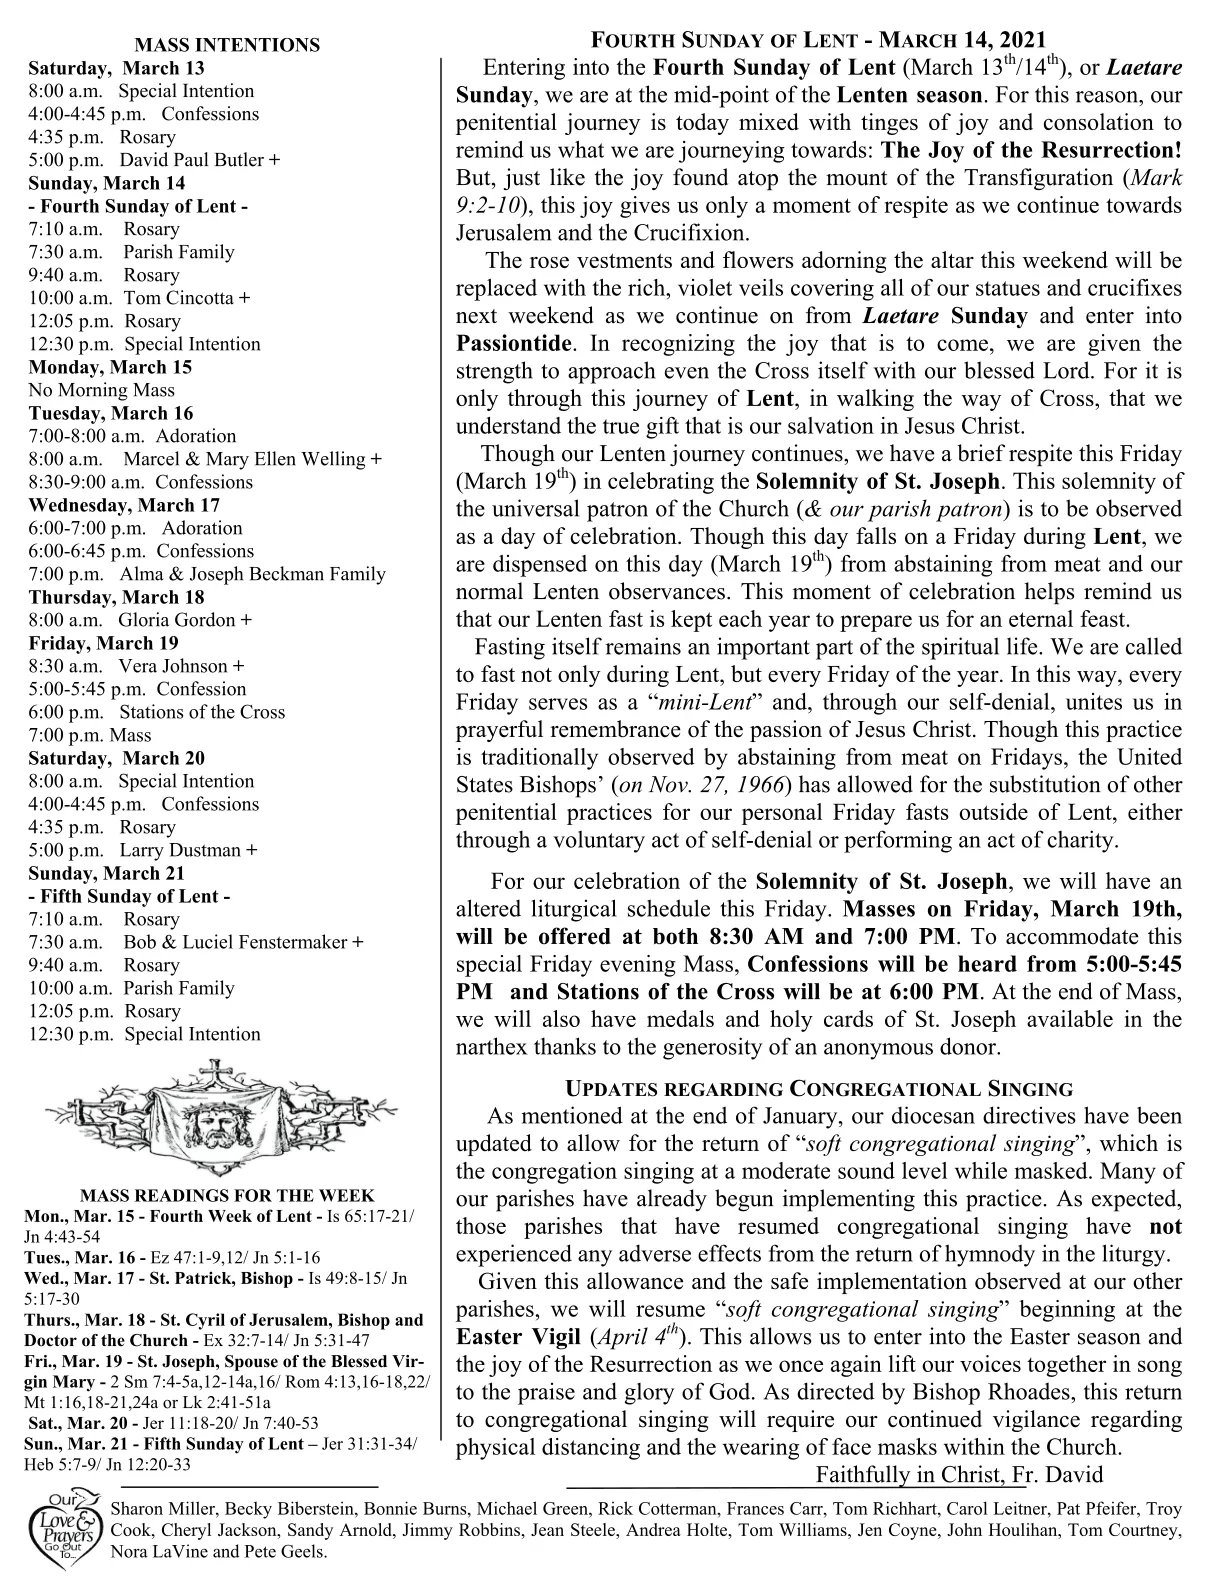 MASS INTENTIONS
Saturday,  March 13
8:00 a.m.   Special Intention
4:00-4:45 p.m.   Confessions
4:35 p.m.   Rosary
5:00 p.m.   David Paul Butler +
Sunday, March 14
- Fourth Sunday of Lent -
7:10 a.m.    Rosary
7:30 a.m.    Parish Family
9:40 a.m.    Rosary
10:00 a.m.  Tom Cincotta +
12:05 p.m.  Rosary
12:30 p.m.  Special Intention
Monday, March 15
No Morning Mass
Tuesday, March 16
7:00-8:00 a.m.  Adoration
8:00 a.m.    Marcel & Mary Ellen Welling +
8:30-9:00 a.m.  Confessions
Wednesday, March 17
6:00-7:00 p.m.   Adoration
6:00-6:45 p.m.  Confessions
7:00 p.m.   Alma & Joseph Beckman Family
Thursday, March 18
8:00 a.m.   Gloria Gordon +
Friday, March 19
8:30 a.m.   Vera Johnson +
5:00-5:45 p.m.  Confession
6:00 p.m.   Stations of the Cross
7:00 p.m. Mass
Saturday,  March 20
8:00 a.m.   Special Intention
4:00-4:45 p.m.   Confessions
4:35 p.m.   Rosary
5:00 p.m.   Larry Dustman +
Sunday, March 21
- Fifth Sunday of Lent -
7:10 a.m.    Rosary
7:30 a.m.    Bob & Luciel Fenstermaker +
9:40 a.m.    Rosary
10:00 a.m.  Parish Family
12:05 p.m.  Rosary
12:30 p.m.  Special Intention
MASS READINGS FOR THE WEEK
Mon., Mar. 15 - Fourth Week of Lent - Is 65:17-21/
Jn 4:43-54
Tues., Mar. 16 - Ez 47:1-9,12/ Jn 5:1-16
Wed., Mar. 17 - St. Patrick, Bishop - Is 49:8-15/ Jn
5:17-30
Thurs., Mar. 18 - St. Cyril of Jerusalem, Bishop and
Doctor of the Church - Ex 32:7-14/ Jn 5:31-47
Fri., Mar. 19 - St. Joseph, Spouse of the Blessed Vir-
gin Mary - 2 Sm 7:4-5a,12-14a,16/ Rom 4:13,16-18,22/
Mt 1:16,18-21,24a or Lk 2:41-51a
Sat., Mar. 20 - Jer 11:18-20/ Jn 7:40-53
Sun., Mar. 21 - Fifth Sunday of Lent – Jer 31:31-34/
Heb 5:7-9/ Jn 12:20-33
FOURTH SUNDAY OF LENT - MARCH 14, 2021
Entering into the Fourth Sunday of Lent (March 13th/14th), or Laetare
Sunday, we are at the mid-point of the Lenten season. For this reason, our
penitential journey is today mixed with tinges of joy and consolation to
remind us what we are journeying towards: The Joy of the Resurrection!
But, just like the joy found atop the mount of the Transfiguration (Mark
9:2-10), this joy gives us only a moment of respite as we continue towards
Jerusalem and the Crucifixion.
The rose vestments and flowers adorning the altar this weekend will be
replaced with the rich, violet veils covering all of our statues and crucifixes
next weekend as we continue on from Laetare Sunday and enter into
Passiontide. In recognizing the joy that is to come, we are given the
strength to approach even the Cross itself with our blessed Lord. For it is
only through this journey of Lent, in walking the way of Cross, that we
understand the true gift that is our salvation in Jesus Christ.
Though our Lenten journey continues, we have a brief respite this Friday
(March 19th) in celebrating the Solemnity of St. Joseph. This solemnity of
the universal patron of the Church (& our parish patron) is to be observed
as a day of celebration. Though this day falls on a Friday during Lent, we
are dispensed on this day (March 19th) from abstaining from meat and our
normal Lenten observances. This moment of celebration helps remind us
that our Lenten fast is kept each year to prepare us for an eternal feast.
Fasting itself remains an important part of the spiritual life. We are called
to fast not only during Lent, but every Friday of the year. In this way, every
Friday serves as a “mini-Lent” and, through our self-denial, unites us in
prayerful remembrance of the passion of Jesus Christ. Though this practice
is traditionally observed by abstaining from meat on Fridays, the United
States Bishops’ (on Nov. 27, 1966) has allowed for the substitution of other
penitential practices for our personal Friday fasts outside of Lent, either
through a voluntary act of self-denial or performing an act of charity.
For our celebration of the Solemnity of St. Joseph, we will have an
altered liturgical schedule this Friday. Masses on Friday, March 19th,
will be offered at both 8:30 AM and 7:00 PM. To accommodate this
special Friday evening Mass, Confessions will be heard from 5:00-5:45
PM  and Stations of the Cross will be at 6:00 PM. At the end of Mass,
we will also have medals and holy cards of St. Joseph available in the
narthex thanks to the generosity of an anonymous donor.
UPDATES REGARDING CONGREGATIONAL SINGING
As mentioned at the end of January, our diocesan directives have been
updated to allow for the return of “soft congregational singing”, which is
the congregation singing at a moderate sound level while masked. Many of
our parishes have already begun implementing this practice. As expected,
those parishes that have resumed congregational singing have not
experienced any adverse effects from the return of hymnody in the liturgy.
Given this allowance and the safe implementation observed at our other
parishes, we will resume “soft congregational singing” beginning at the
Easter Vigil (April 4th). This allows us to enter into the Easter season and
the joy of the Resurrection as we once again lift our voices together in song
to the praise and glory of God. As directed by Bishop Rhoades, this return
to congregational singing will require our continued vigilance regarding
physical distancing and the wearing of face masks within the Church.
Faithfully in Christ, Fr. David
Our
Love &
Prayers
Go Out
To...
Sharon Miller, Becky Biberstein, Bonnie Burns, Michael Green, Rick Cotterman, Frances Carr, Tom Richhart, Carol Leitner, Pat Pfeifer, Troy
Cook, Cheryl Jackson, Sandy Arnold, Jimmy Robbins, Jean Steele, Andrea Holte, Tom Williams, Jen Coyne, John Houlihan, Tom Courtney,
Nora LaVine and Pete Geels.